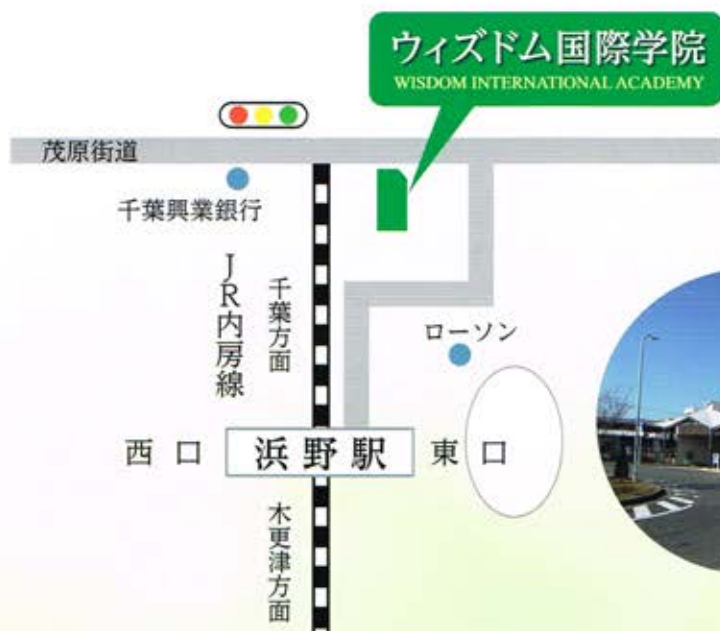 ウィズドム国際学院
WISDOM INTERNATIONAL ACADEMY
茂原街道
千葉興業銀行
JR内房線
千葉方面
ローソン
西口
浜野駅
東口
木更津方面